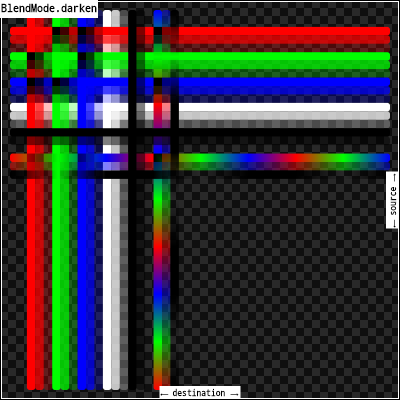 BlendMode.darken
← source →
← destination →